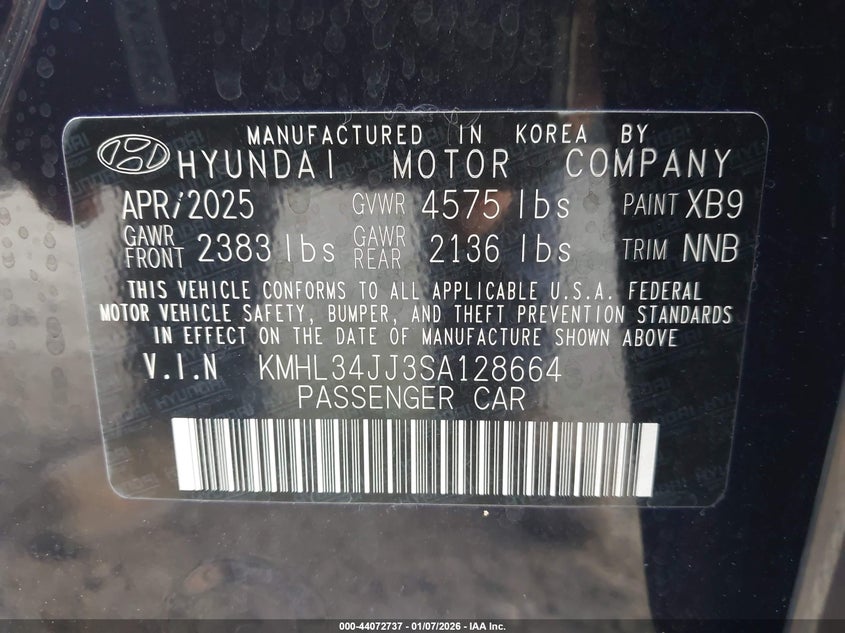 MANUFACTURED IN KOREA BY
HYUNDAI MOTOR COMPANY
APR/2025 GVWR 4575 lbs PAINT XB9
GAWR FRONT 2383 lbs GAWR REAR 2136 lbs TRIM NNB
THIS VEHICLE CONFORMS TO ALL APPLICABLE U.S.A. FEDERAL
MOTOR VEHICLE SAFETY, BUMPER, AND THEFT PREVENTION STANDARDS
IN EFFECT ON THE DATE OF MANUFACTURE SHOWN ABOVE
V.I.N KMHL34JJ3SA128664
PASSENGER CAR
000-44072737 - 01/07/2026 - IAA Inc.